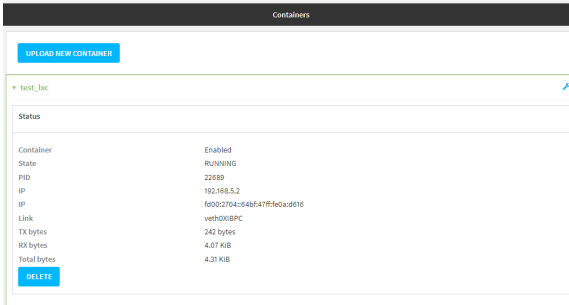 Containers
UPLOAD NEW CONTAINER
test_lxc
Status
Container Enabled
State RUNNING
PID 22689
IP 192.168.5.2
IP fd00:2704::64bf:47ff:fe0a:d616
Link veth0XIBPC
TX bytes 242 bytes
RX bytes 4.07 KiB
Total bytes 4.31 KiB
DELETE